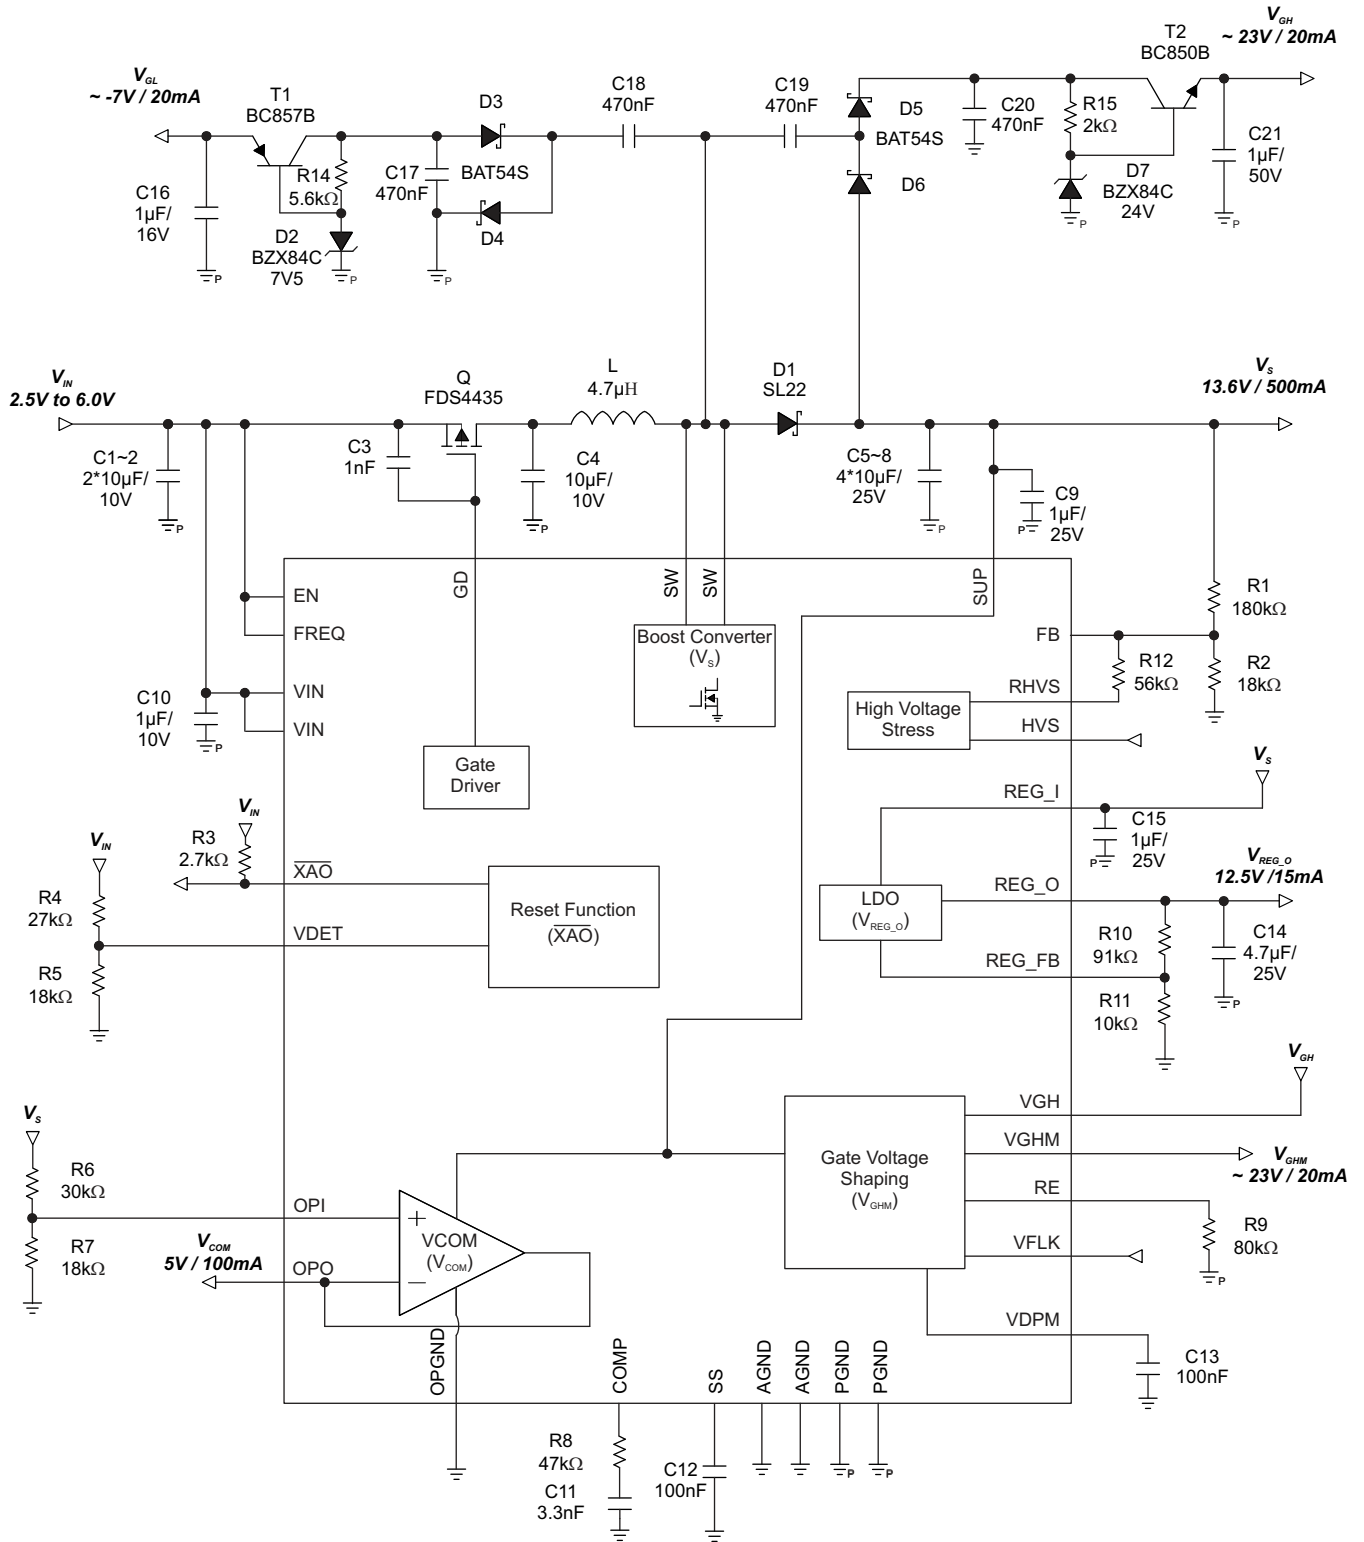 V_GH
~ 23V / 20mA
T2
BC850B
V_GL
~ -7V / 20mA
T1
BC857B
D3
C18
470nF
C19
470nF
D5
BAT54S
C20
470nF
R15
2kΩ
C21
1µF/
50V
R14
5.6kΩ
C17
470nF
BAT54S
D6
D7
BZX84C
24V
P
P
C16
1µF/
16V
D2
BZX84C
7V5
D4
P
P
P
V_IN
2.5V to 6.0V
Q
FDS4435
L
4.7µH
D1
SL22
V_S
13.6V / 500mA
C1~2
2*10µF/
10V
P
C3
1nF
C4
10µF/
10V
P
C5~8
4*10µF/
25V
P
C9
1µF/
25V
P
GD
SW
SW
SUP
EN
FREQ
VIN
VIN
C10
1µF/
10V
P
Boost Converter
(V_S)
Gate
Driver
FB
R1
180kΩ
R12
56kΩ
R2
18kΩ
RHVS
HVS
High Voltage
Stress
V_S
REG_I
C15
1µF/
25V
P
V_IN
R3
2.7kΩ
V_IN
R4
27kΩ
R5
18kΩ
X̅A̅O̅
VDET
Reset Function
(X̅A̅O̅)
LDO
(V_REG_O)
REG_O
V_REG_O
12.5V /15mA
R10
91kΩ
C14
4.7µF/
25V
P
REG_FB
R11
10kΩ
V_GH
VGH
VGHM
V_GHM
~ 23V / 20mA
RE
R9
80kΩ
P
VFLK
VDPM
C13
100nF
Gate Voltage
Shaping
(V_GHM)
V_S
R6
30kΩ
R7
18kΩ
OPI
V_COM
5V / 100mA
OPO
+
VCOM
(V_COM)
−
OPGND
COMP
SS
AGND
AGND
PGND
PGND
P
P
R8
47kΩ
C11
3.3nF
C12
100nF